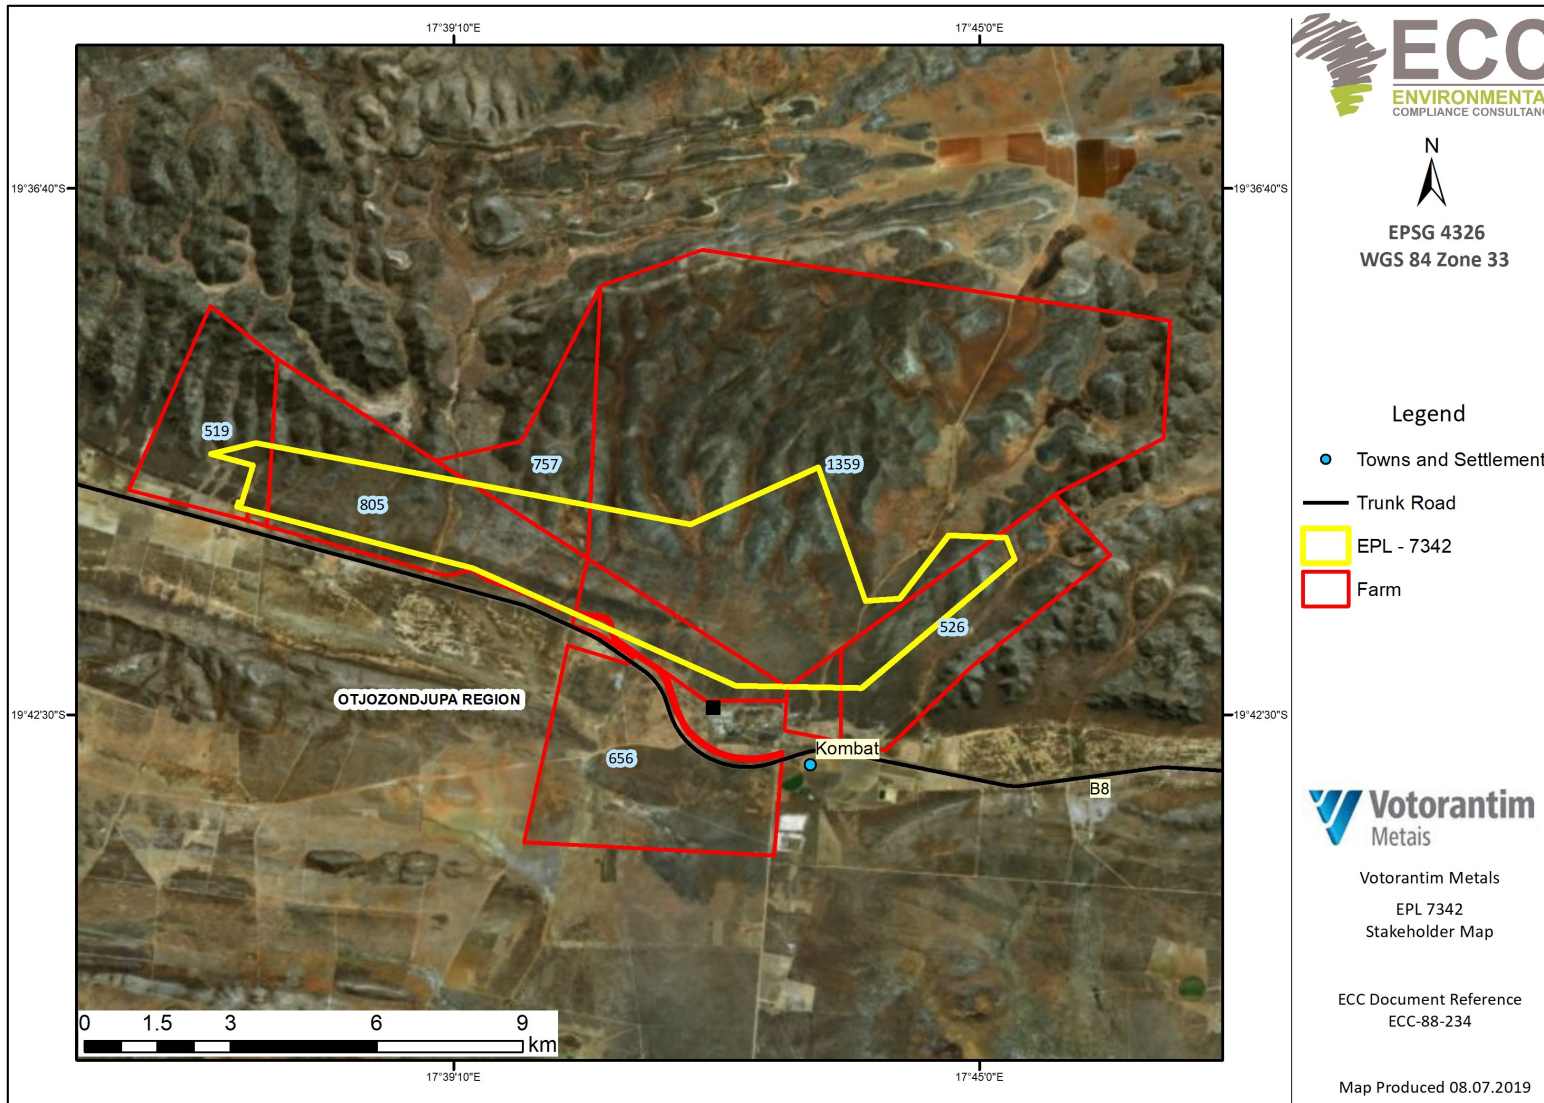 17°39'10"E
17°45'0"E
19°36'40"S
19°36'40"S
519
757
1359
805
526
OTJOZONDJUPA REGION
19°42'30"S
19°42'30"S
656
Kombat
B8
0 1.5 3 6 9
km
17°39'10"E
17°45'0"E
ECC
ENVIRONMENTA
COMPLIANCE CONSULTANC
N
EPSG 4326
WGS 84 Zone 33
Legend
Towns and Settlement
Trunk Road
EPL - 7342
Farm
Votorantim
Metais
Votorantim Metals
EPL 7342
Stakeholder Map
ECC Document Reference
ECC-88-234
Map Produced 08.07.2019